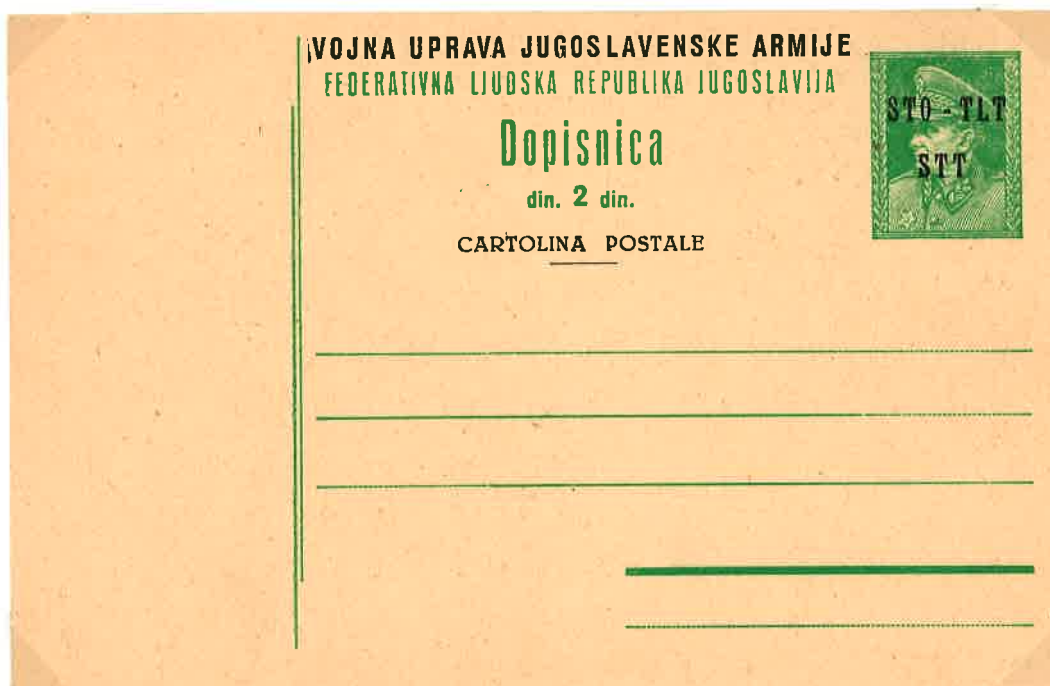 VOJNA UPRAVA JUGOSLAVENSKE ARMIJE
FEDERATIVNA LJUDSKA REPUBLIKA JUGOSLAVIJA
Dopisnica
din. 2 din.
CARTOLINA POSTALE
STO - TLT
STT